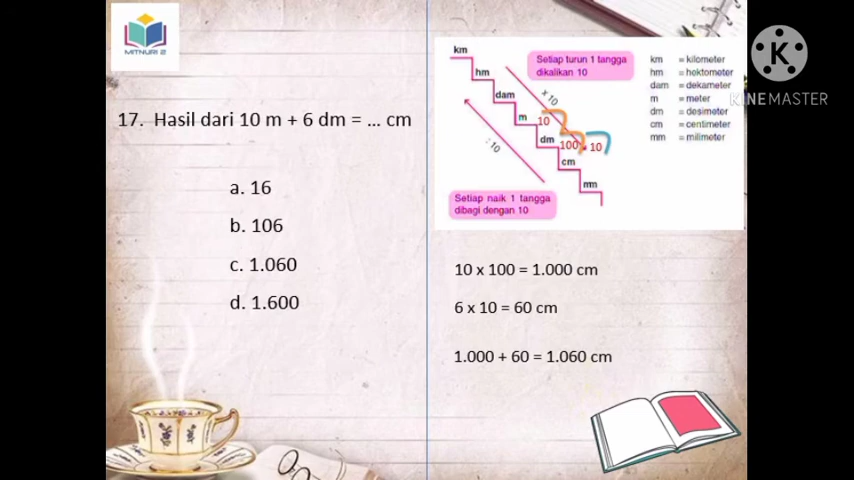 MITNURI 2
17. Hasil dari 10 m + 6 dm = ... cm
a. 16
b. 106
c. 1.060
d. 1.600
km
hm
dam
m
dm
cm
mm
10
100
10
x 10
: 10
Setiap turun 1 tangga
dikalikan 10
Setiap naik 1 tangga
dibagi dengan 10
km = kilometer
hm = hektometer
dam = dekameter
m = meter
dm = desimeter
cm = centimeter
mm = milimeter
10 x 100 = 1.000 cm
6 x 10 = 60 cm
1.000 + 60 = 1.060 cm
K
KINEMASTER